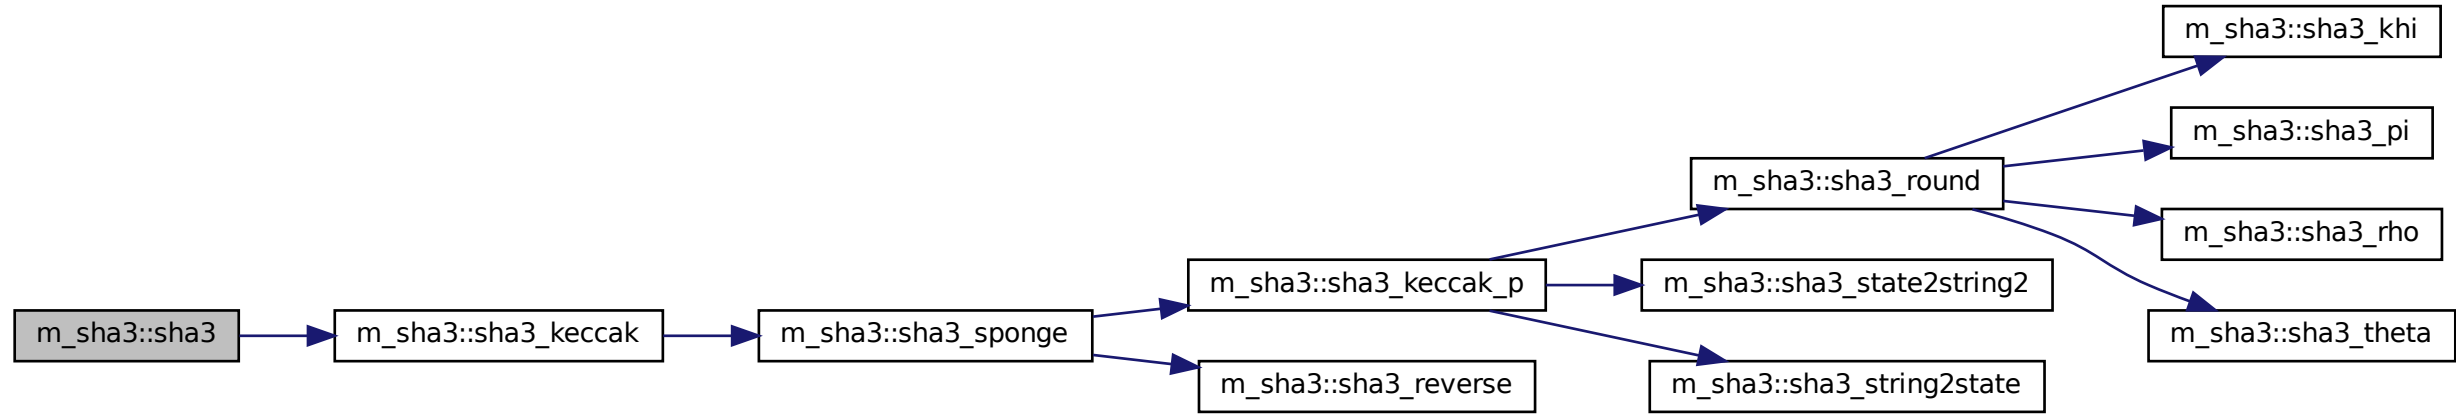 m_sha3::sha3
m_sha3::sha3_keccak
m_sha3::sha3_sponge
m_sha3::sha3_keccak_p
m_sha3::sha3_reverse
m_sha3::sha3_round
m_sha3::sha3_state2string2
m_sha3::sha3_string2state
m_sha3::sha3_khi
m_sha3::sha3_pi
m_sha3::sha3_rho
m_sha3::sha3_theta